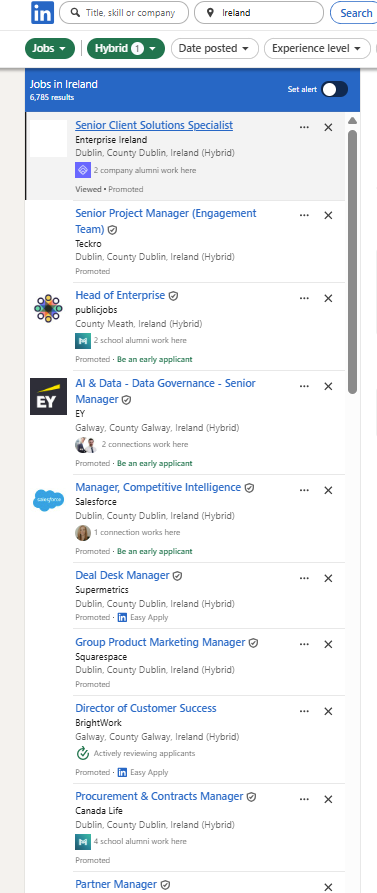 in
Title, skill or company
Ireland
Search
Jobs
Hybrid 1
Date posted
Experience level
Jobs in Ireland
6,785 results
Set alert
Senior Client Solutions Specialist
Enterprise Ireland
Dublin, County Dublin, Ireland (Hybrid)
2 company alumni work here
Viewed · Promoted
Senior Project Manager (Engagement
Team)
Teckro
Dublin, County Dublin, Ireland (Hybrid)
Promoted
Head of Enterprise
publicjobs
County Meath, Ireland (Hybrid)
2 school alumni work here
Promoted · Be an early applicant
AI & Data - Data Governance - Senior
Manager
EY
EY
Galway, County Galway, Ireland (Hybrid)
2 connections work here
Promoted · Be an early applicant
Manager, Competitive Intelligence
salesforce
Salesforce
Dublin, County Dublin, Ireland (Hybrid)
1 connection works here
Promoted · Be an early applicant
Deal Desk Manager
Supermetrics
Dublin, County Dublin, Ireland (Hybrid)
Promoted · in Easy Apply
Group Product Marketing Manager
Squarespace
Dublin, County Dublin, Ireland (Hybrid)
Promoted
Director of Customer Success
BrightWork
Galway, County Galway, Ireland (Hybrid)
Actively reviewing applicants
Promoted · in Easy Apply
Procurement & Contracts Manager
Canada Life
Dublin, County Dublin, Ireland (Hybrid)
4 school alumni work here
Promoted
Partner Manager